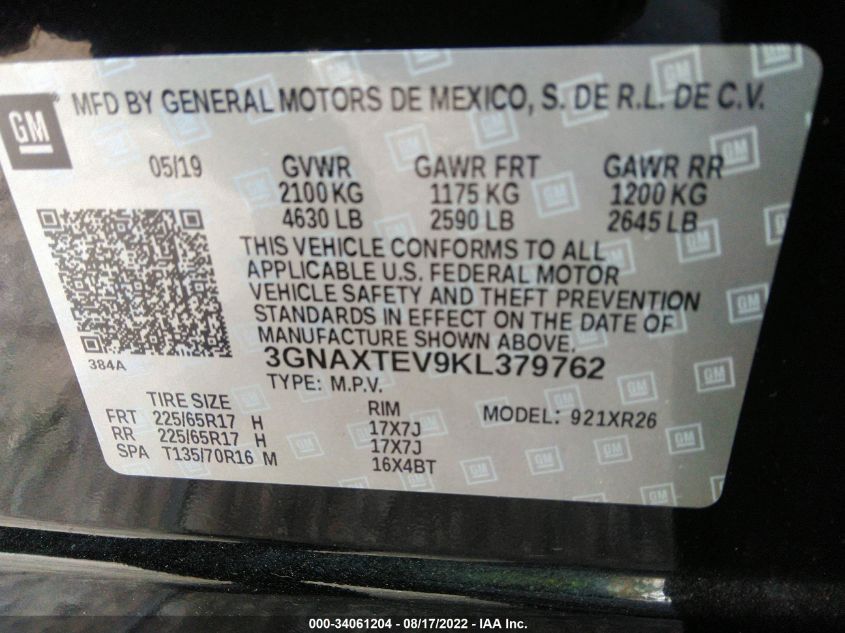 GM
®
MFD BY GENERAL MOTORS DE MEXICO, S. DE R.L. DE C.V.
05/19 GVWR GAWR FRT GAWR RR
2100 KG 1175 KG 1200 KG
4630 LB 2590 LB 2645 LB
THIS VEHICLE CONFORMS TO ALL
APPLICABLE U.S. FEDERAL MOTOR
VEHICLE SAFETY AND THEFT PREVENTION
STANDARDS IN EFFECT ON THE DATE OF
MANUFACTURE SHOWN ABOVE.
384A 3GNAXTEV9KL379762
TYPE: M.P.V.
TIRE SIZE RIM MODEL: 921XR26
FRT 225/65R17 H 17X7J
RR 225/65R17 H 17X7J
SPA T135/70R16 M 16X4BT
000-34061204 - 08/17/2022 - IAA Inc.